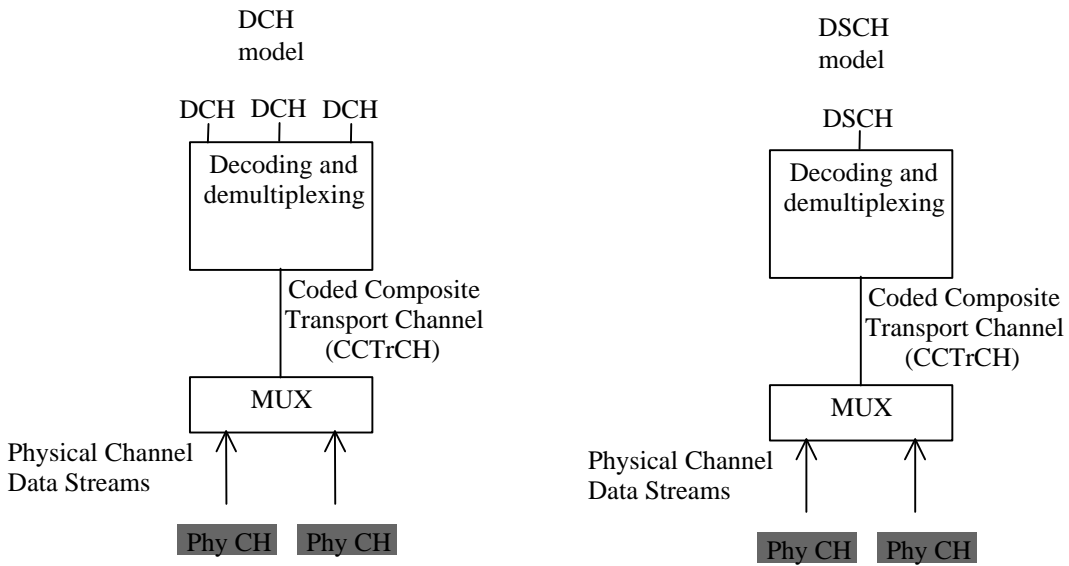 DCH
model
DCH DCH DCH
Decoding and
demultiplexing
Coded Composite
Transport Channel
(CCTrCH)
MUX
Physical Channel
Data Streams
Phy CH Phy CH
DSCH
model
DSCH
Decoding and
demultiplexing
Coded Composite
Transport Channel
(CCTrCH)
MUX
Physical Channel
Data Streams
Phy CH Phy CH